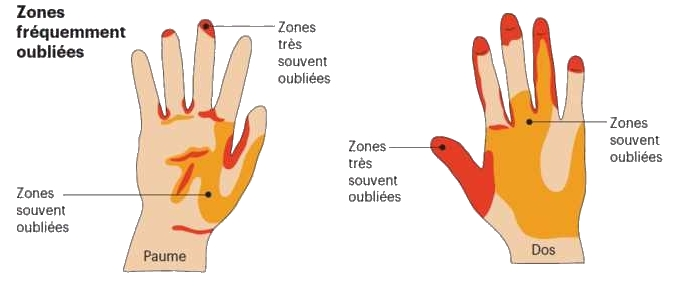 Zones
fréquemment
oubliées
Zones
très
souvent
oubliées
Zones
souvent
oubliées
Paume
Zones
très
souvent
oubliées
Zones
souvent
oubliées
Dos